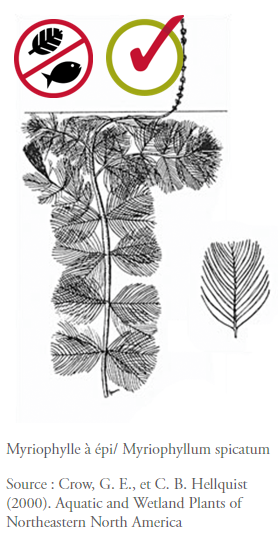 Myriophylle à épi/ Myriophyllum spicatum
Source : Crow, G. E., et C. B. Hellquist
(2000). Aquatic and Wetland Plants of
Northeastern North America